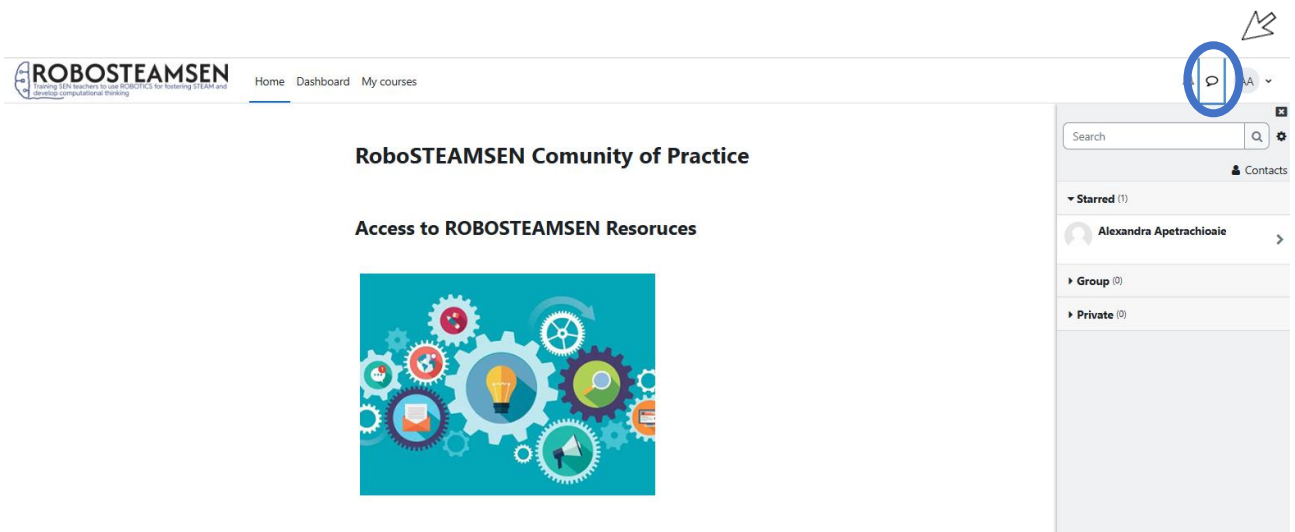 ROBOSTEAMSEN
Training SEN teachers to use ROBOTICS for fostering STEAM and
develop computational thinking
Home Dashboard My courses
AA
Search
Contacts
RoboSTEAMSEN Comunity of Practice
Starred (1)
Access to ROBOSTEAMSEN Resoruces
Alexandra Apetrachioaie
Group (0)
Private (0)